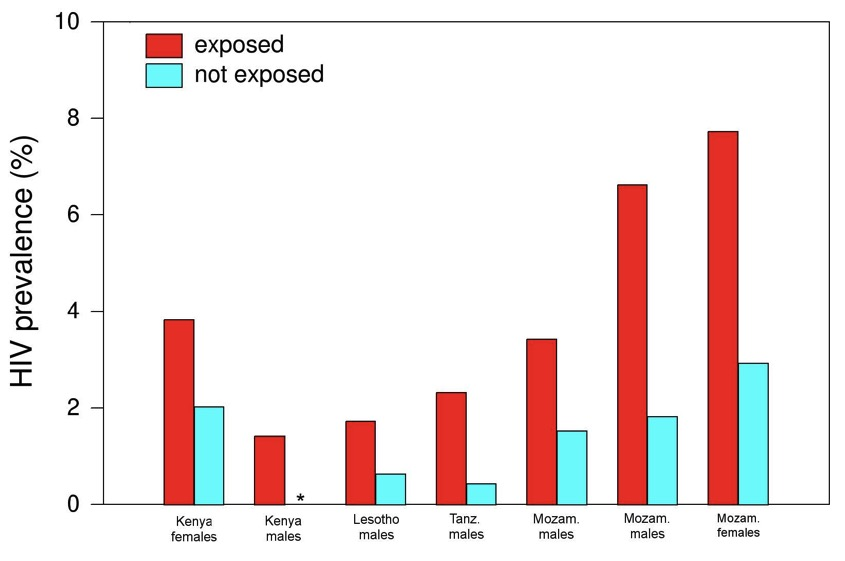 10
exposed
not exposed
8
6
4
2
0
HIV prevalence (%)
*
Kenya
females
Kenya
males
Lesotho
males
Tanz.
males
Mozam.
males
Mozam.
males
Mozam.
females